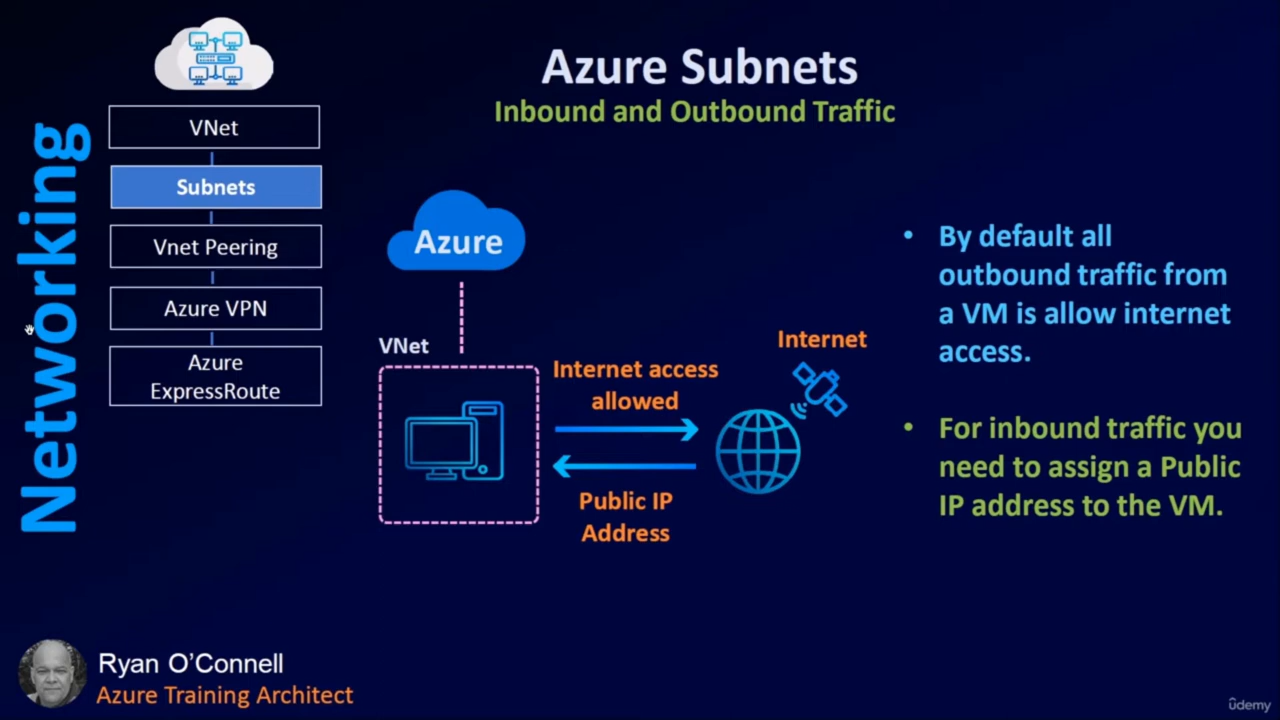 Azure Subnets
Inbound and Outbound Traffic
Networking
VNet
Subnets
Vnet Peering
Azure VPN
Azure
ExpressRoute
Azure
VNet
Internet access
allowed
Internet
Public IP
Address
• By default all
outbound traffic from
a VM is allow internet
access.
• For inbound traffic you
need to assign a Public
IP address to the VM.
Ryan O'Connell
Azure Training Architect
ûdemy